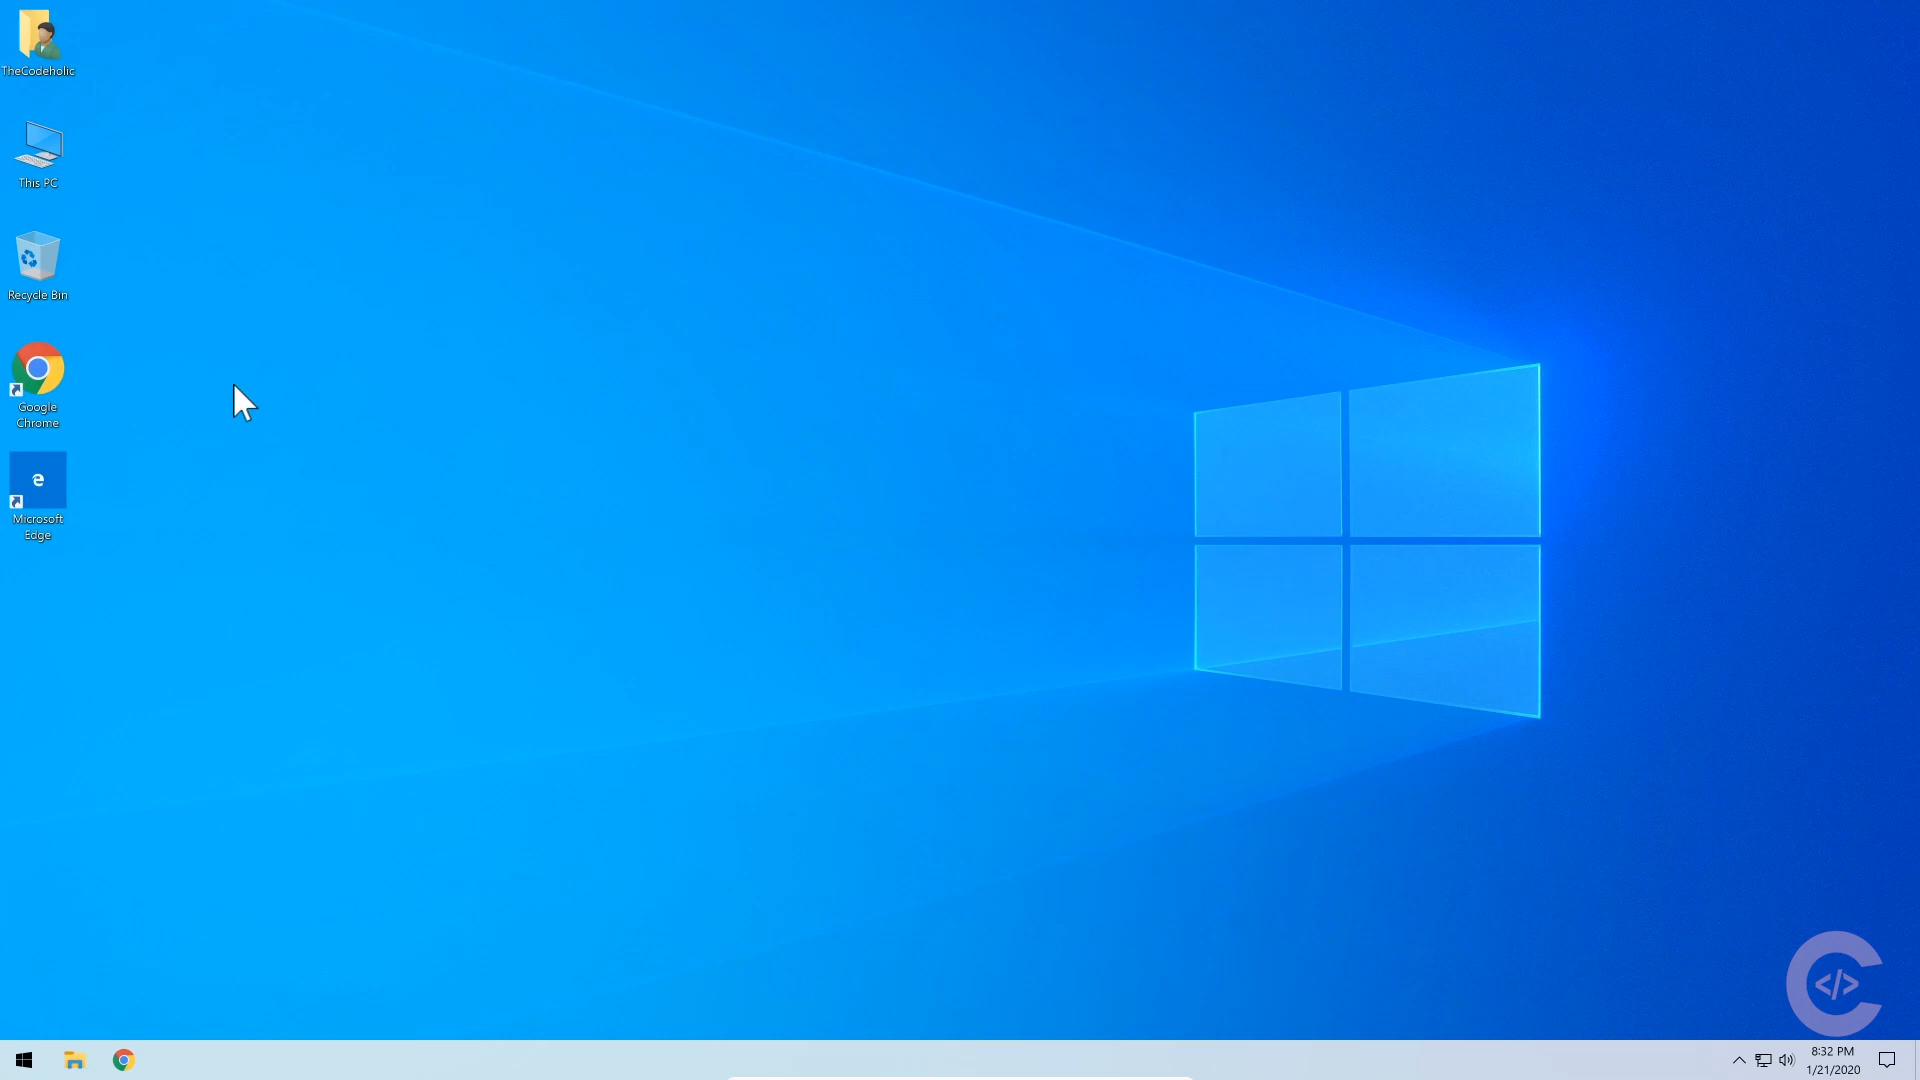 TheCodeholic
This PC
Recycle Bin
Google
Chrome
e
Microsoft
Edge
</>
8:32 PM
1/21/2020